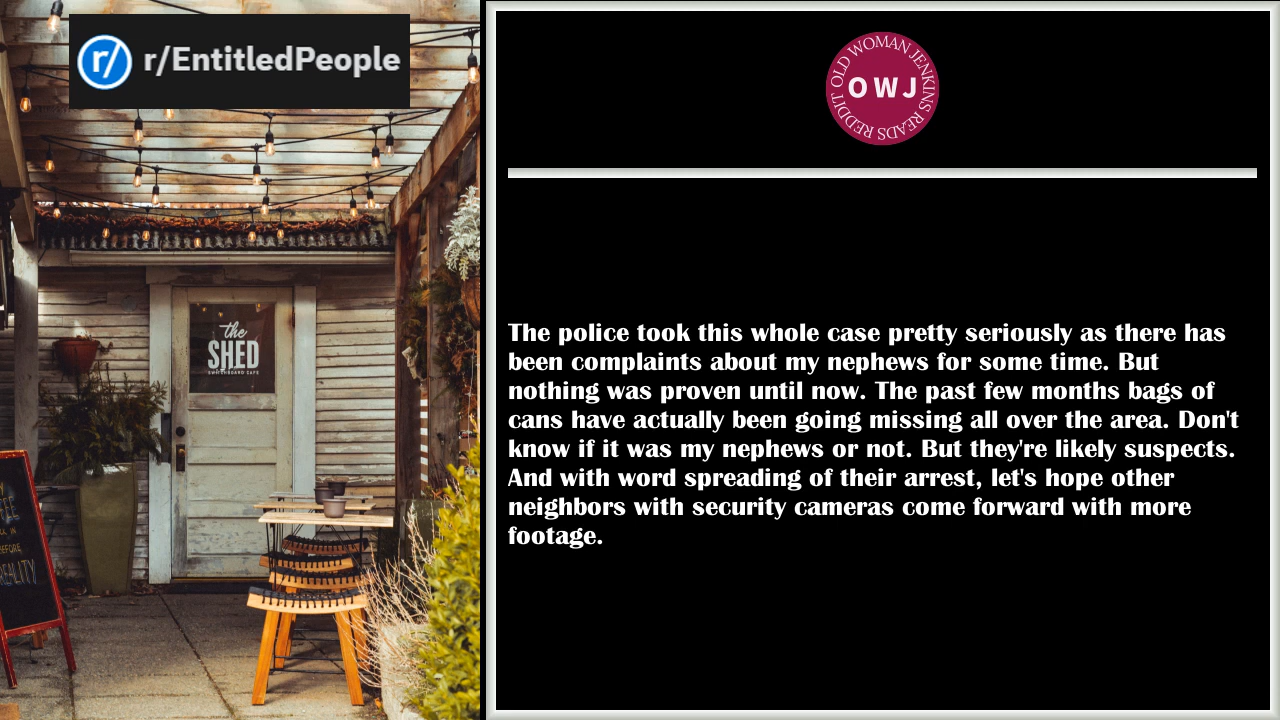 r/ r/EntitledPeople
OLD WOMAN JENKINS READS REDDIT
OWJ
the
SHED
SWITCHBOARD CAFE
The police took this whole case pretty seriously as there has
been complaints about my nephews for some time. But
nothing was proven until now. The past few months bags of
cans have actually been going missing all over the area. Don't
know if it was my nephews or not. But they're likely suspects.
And with word spreading of their arrest, let's hope other
neighbors with security cameras come forward with more
footage.
BEFORE